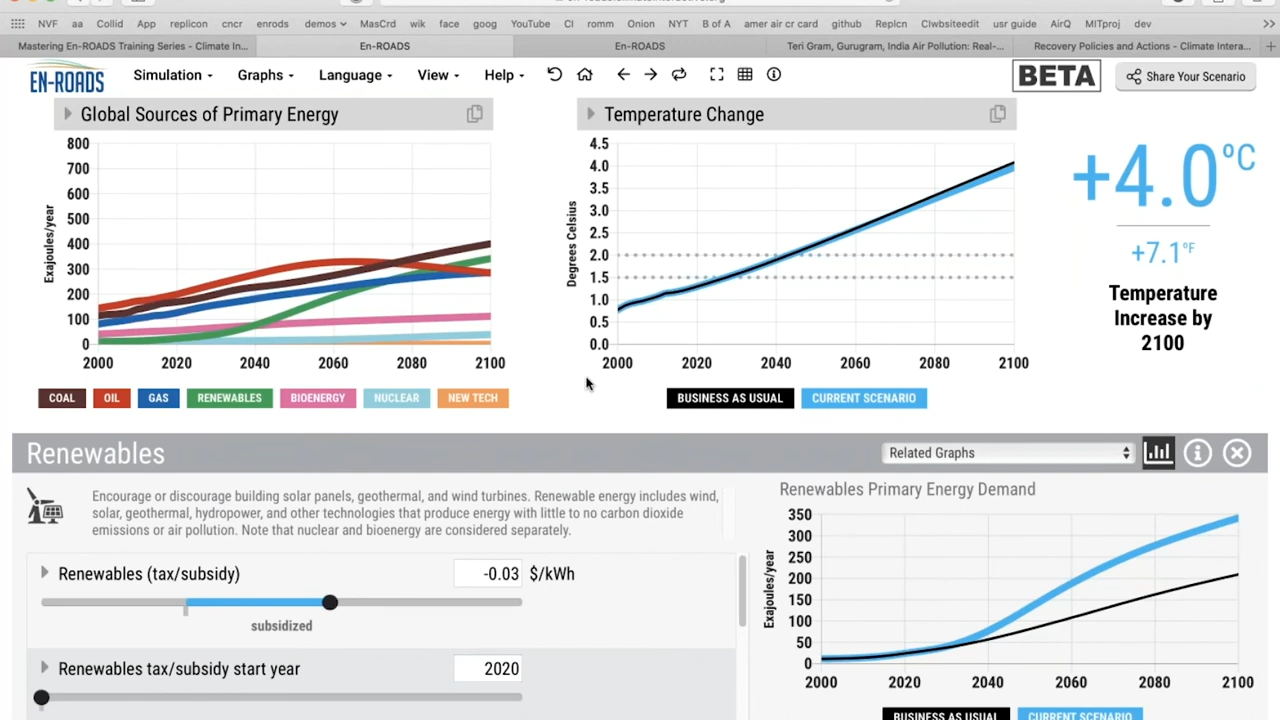 NVF aa Collid App replicon cncr enrods demos MasCrd wik face goog YouTube CI romm Onion NYT B of A amer air cr card github Replcn Clwbsiteedit usr guide AirQ MITproj dev
Mastering En-ROADS Training Series - Climate In... En-ROADS En-ROADS Teri Gram, Gurugram, India Air Pollution: Real-... Recovery Policies and Actions - Climate Intera...
EN-ROADS Simulation Graphs Language View Help BETA Share Your Scenario
Global Sources of Primary Energy
Exajoules/year
800
700
600
500
400
300
200
100
0
2000 2020 2040 2060 2080 2100
COAL OIL GAS RENEWABLES BIOENERGY NUCLEAR NEW TECH
Temperature Change
Degrees Celsius
4.5
4.0
3.5
3.0
2.5
2.0
1.5
1.0
0.5
0.0
2000 2020 2040 2060 2080 2100
BUSINESS AS USUAL CURRENT SCENARIO
+4.0°C
+7.1°F
Temperature
Increase by
2100
Renewables
Related Graphs
Encourage or discourage building solar panels, geothermal, and wind turbines. Renewable energy includes wind,
solar, geothermal, hydropower, and other technologies that produce energy with little to no carbon dioxide
emissions or air pollution. Note that nuclear and bioenergy are considered separately.
Renewables (tax/subsidy) -0.03 $/kWh
subsidized
Renewables tax/subsidy start year 2020
Renewables Primary Energy Demand
Exajoules/year
350
300
250
200
150
100
50
0
2000 2020 2040 2060 2080 2100
BUSINESS AS USUAL CURRENT SCENARIO